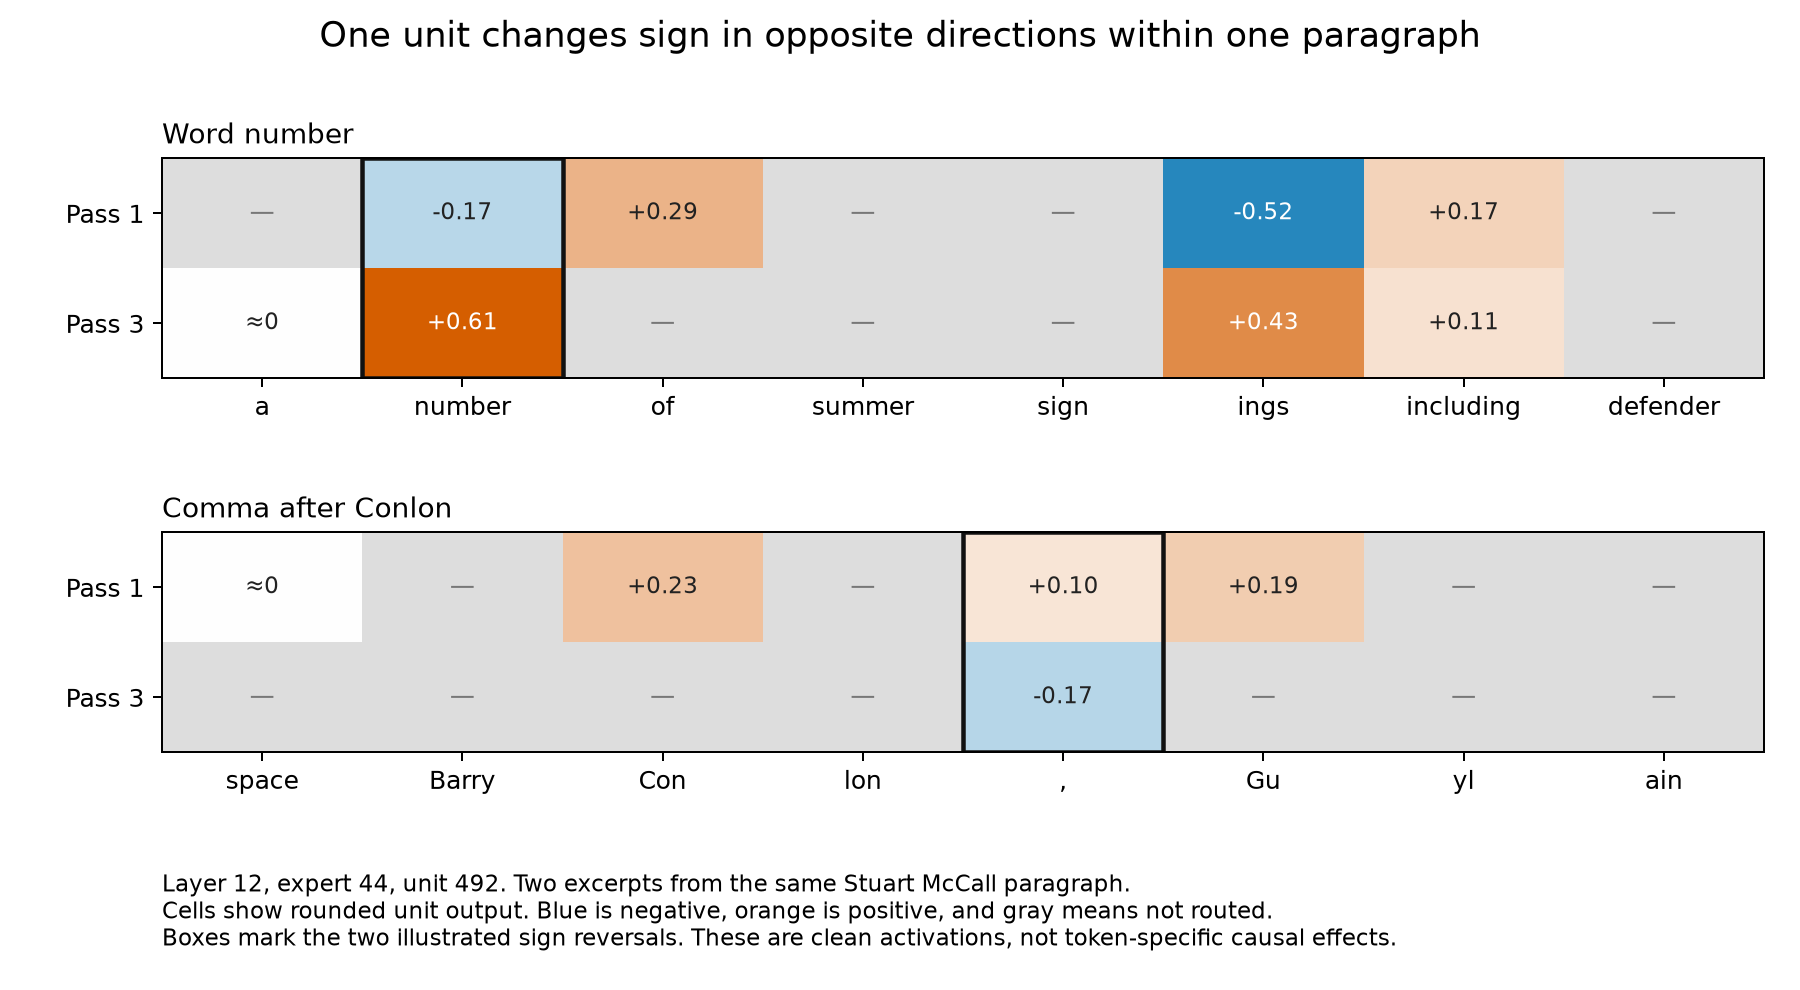 One unit changes sign in opposite directions within one paragraph
Word number
Pass 1 — -0.17 +0.29 — — -0.52 +0.17 —
Pass 3 ≈0 +0.61 — — — +0.43 +0.11 —
a number of summer sign ings including defender
Comma after Conlon
Pass 1 ≈0 — +0.23 — +0.10 +0.19 — —
Pass 3 — — — — -0.17 — — —
space Barry Con lon , Gu yl ain
Layer 12, expert 44, unit 492. Two excerpts from the same Stuart McCall paragraph.
Cells show rounded unit output. Blue is negative, orange is positive, and gray means not routed.
Boxes mark the two illustrated sign reversals. These are clean activations, not token-specific causal effects.